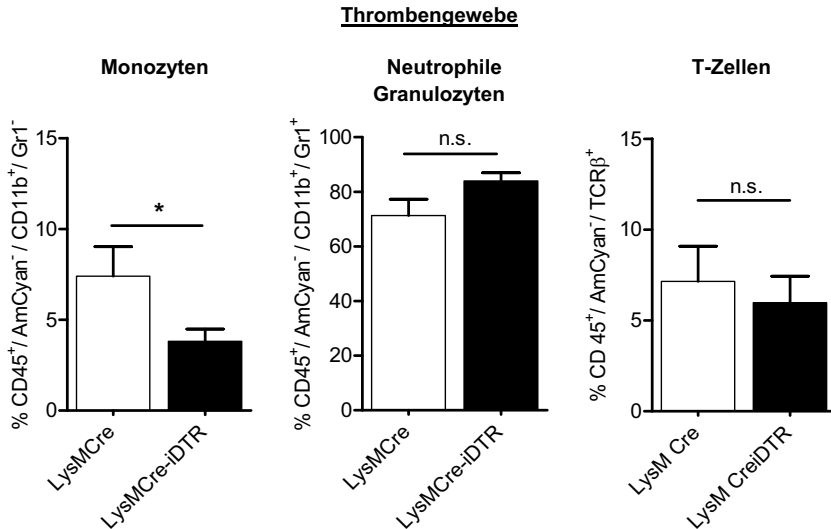 Thrombengewebe
Monozyten
% CD45⁺/ AmCyan⁻/ CD11b⁺/ Gr1⁻
15
10
5
0
*
LysMCre
LysMCre-iDTR
Neutrophile
Granulozyten
% CD45⁺/ AmCyan⁻/ CD11b⁺/ Gr1⁺
100
80
60
40
20
0
n.s.
LysMCre
LysMCre-iDTR
T-Zellen
% CD 45⁺/ AmCyan⁻/ TCRβ⁺
15
10
5
0
n.s.
LysM Cre
LysM CreiDTR